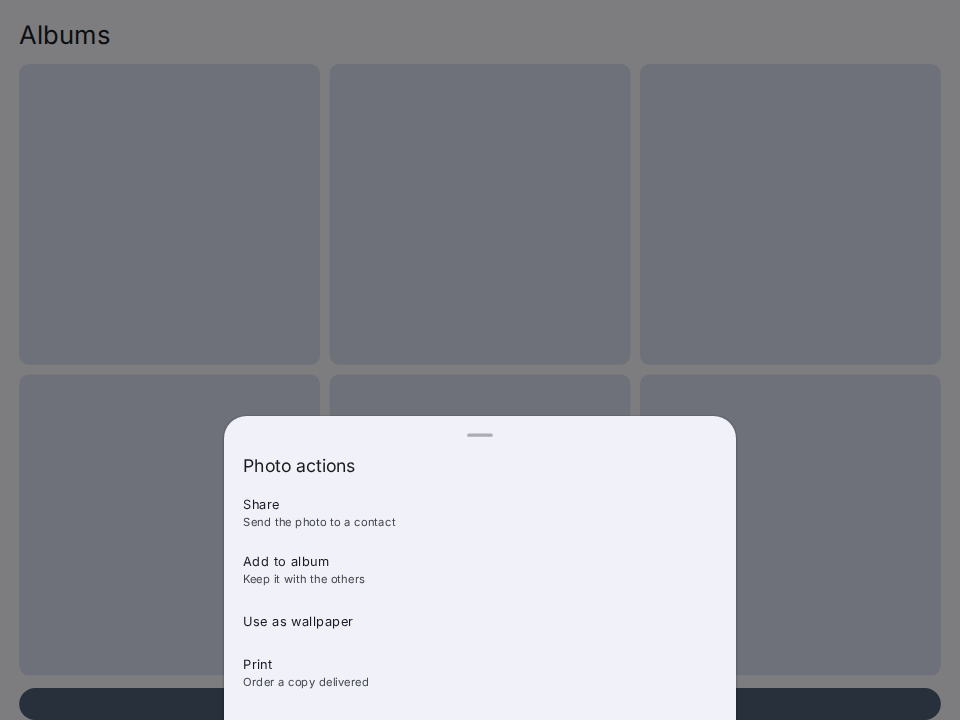 Albums
Photo actions
Share
Send the photo to a contact
Add to album
Keep it with the others
Use as wallpaper
Print
Order a copy delivered